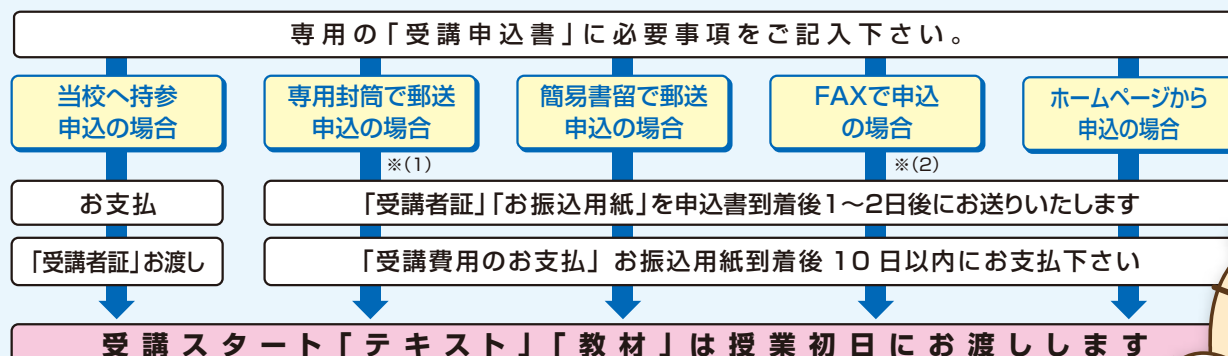 専用の「受講申込書」に必要事項をご記入下さい。
当校へ持参
申込の場合
専用封筒で郵送
申込の場合
簡易書留で郵送
申込の場合
FAXで申込
の場合
ホームページから
申込の場合
※(1)
※(2)
お支払
「受講者証」「お振込用紙」を申込書到着後1〜2日後にお送りいたします
「受講者証」お渡し
「受講費用のお支払」お振込用紙到着後 10 日以内にお支払下さい
受講スタート「テキスト」「教材」は授業初日にお渡しします